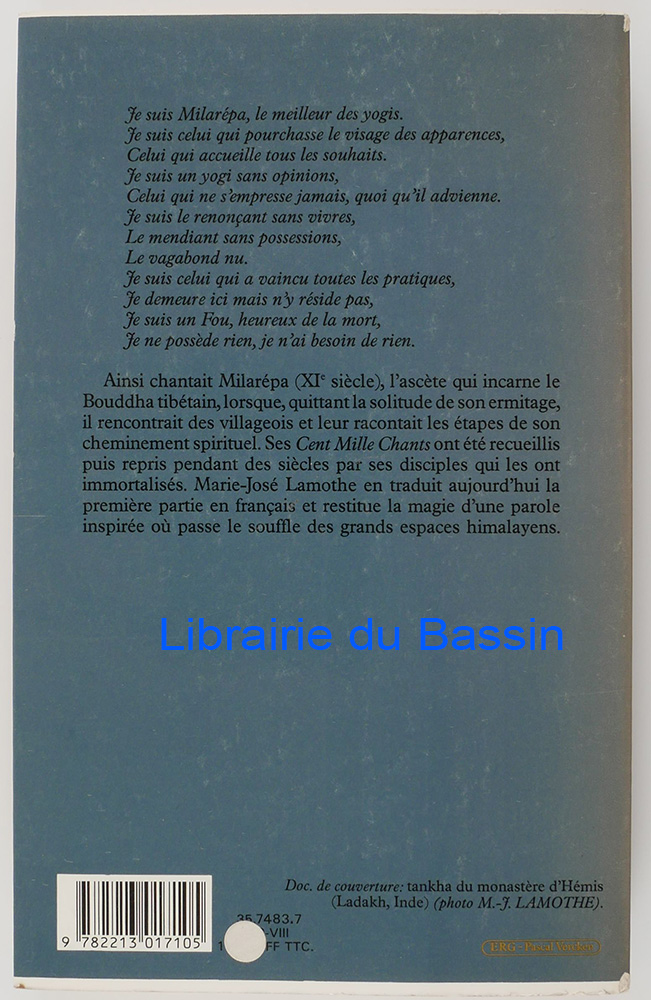 Je suis Milarépa, le meilleur des yogis.
Je suis celui qui pourchasse le visage des apparences,
Celui qui accueille tous les souhaits.
Je suis un yogi sans opinions,
Celui qui ne s'empresse jamais, quoi qu'il advienne.
Je suis le renonçant sans vivres,
Le mendiant sans possessions,
Le vagabond nu.
Je suis celui qui a vaincu toutes les pratiques,
Je demeure ici mais n'y réside pas,
Je suis un Fou, heureux de la mort,
Je ne possède rien, je n'ai besoin de rien.
Ainsi chantait Milarépa (XIe siècle), l'ascète qui incarne le
Bouddha tibétain, lorsque, quittant la solitude de son ermitage,
il rencontrait des villageois et leur racontait les étapes de son
cheminement spirituel. Ses Cent Mille Chants ont été recueillis
puis repris pendant des siècles par ses disciples qui les ont
immortalisés. Marie-José Lamothe en traduit aujourd'hui la
première partie en français et restitue la magie d'une parole
inspirée où passe le souffle des grands espaces himalayens.
Librairie du Bassin
Doc. de couverture: tankha du monastère d'Hémis
(Ladakh, Inde) (photo M.-J. LAMOTHE).
35.7483.7
-VIII
FF TTC.
9 782213 017105
ERG - Pascal